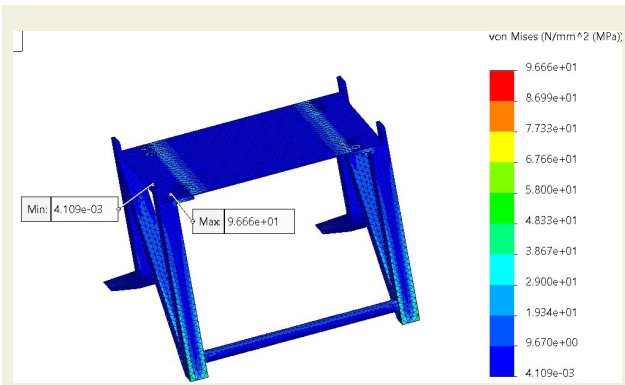 von Mises (N/mm^2 (MPa))
9.666e+01
8.699e+01
7.733e+01
6.766e+01
5.800e+01
4.833e+01
3.867e+01
2.900e+01
1.934e+01
9.670e+00
4.109e-03
Min: 4.109e-03
Max: 9.666e+01